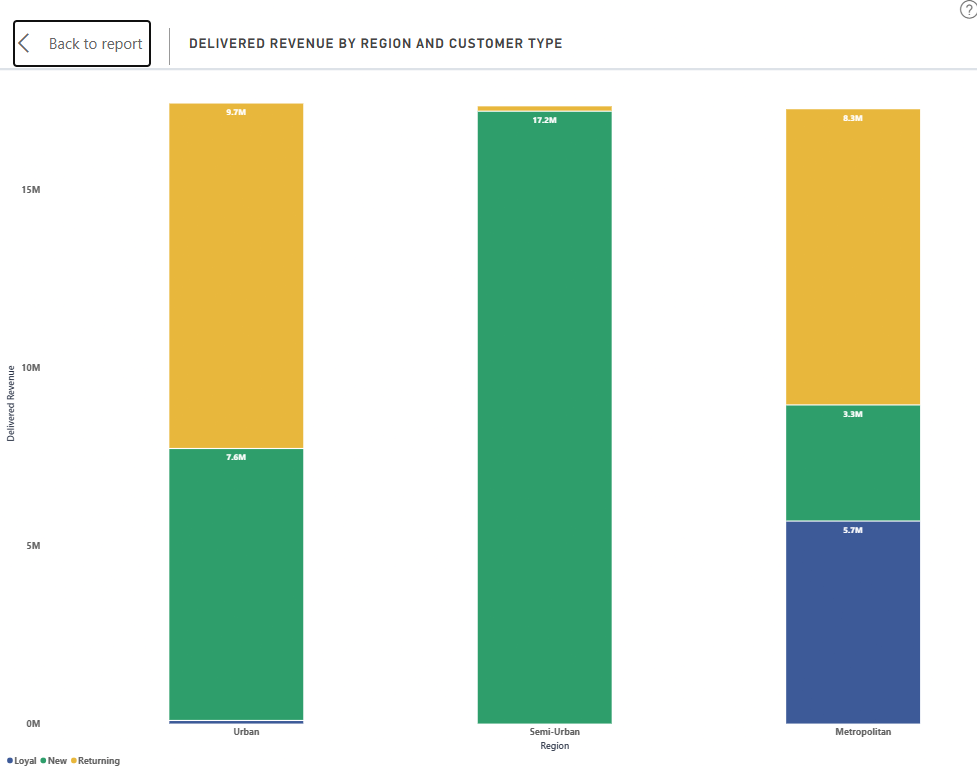 ?
Back to report
DELIVERED REVENUE BY REGION AND CUSTOMER TYPE
9.7M
17.2M
8.3M
15M
10M
3.3M
7.6M
5.7M
5M
0M
Delivered Revenue
Urban
Semi-Urban
Metropolitan
Region
Loyal New Returning